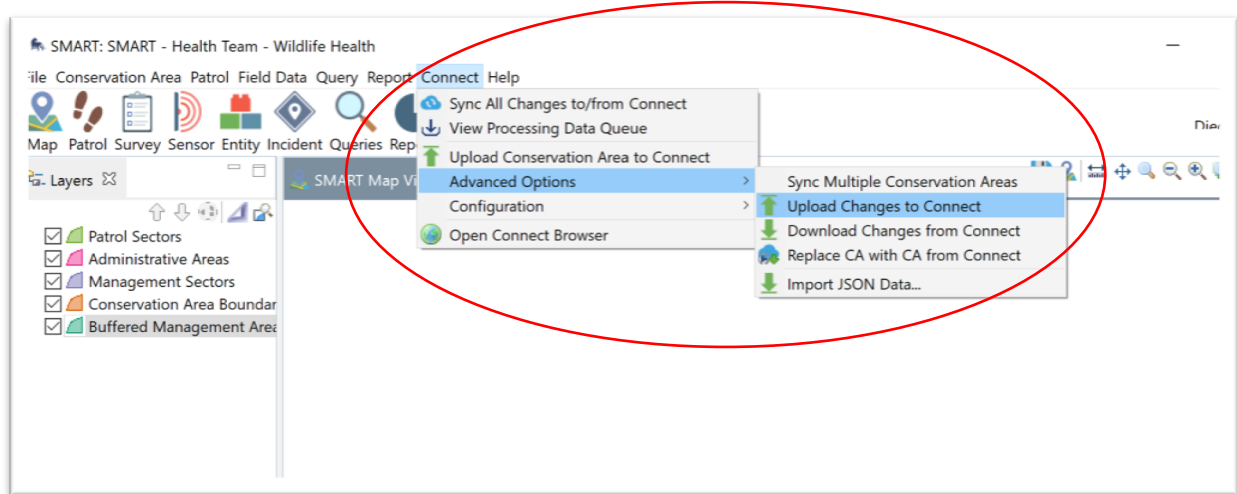 SMART: SMART - Health Team - Wildlife Health
File Conservation Area Patrol Field Data Query Report Connect Help
Map Patrol Survey Sensor Entity Incident Queries Rep
Sync All Changes to/from Connect
View Processing Data Queue
Upload Conservation Area to Connect
Advanced Options
Configuration
Open Connect Browser
Sync Multiple Conservation Areas
Upload Changes to Connect
Download Changes from Connect
Replace CA with CA from Connect
Import JSON Data...
Layers
SMART Map Vi
Patrol Sectors
Administrative Areas
Management Sectors
Conservation Area Boundar
Buffered Management Area